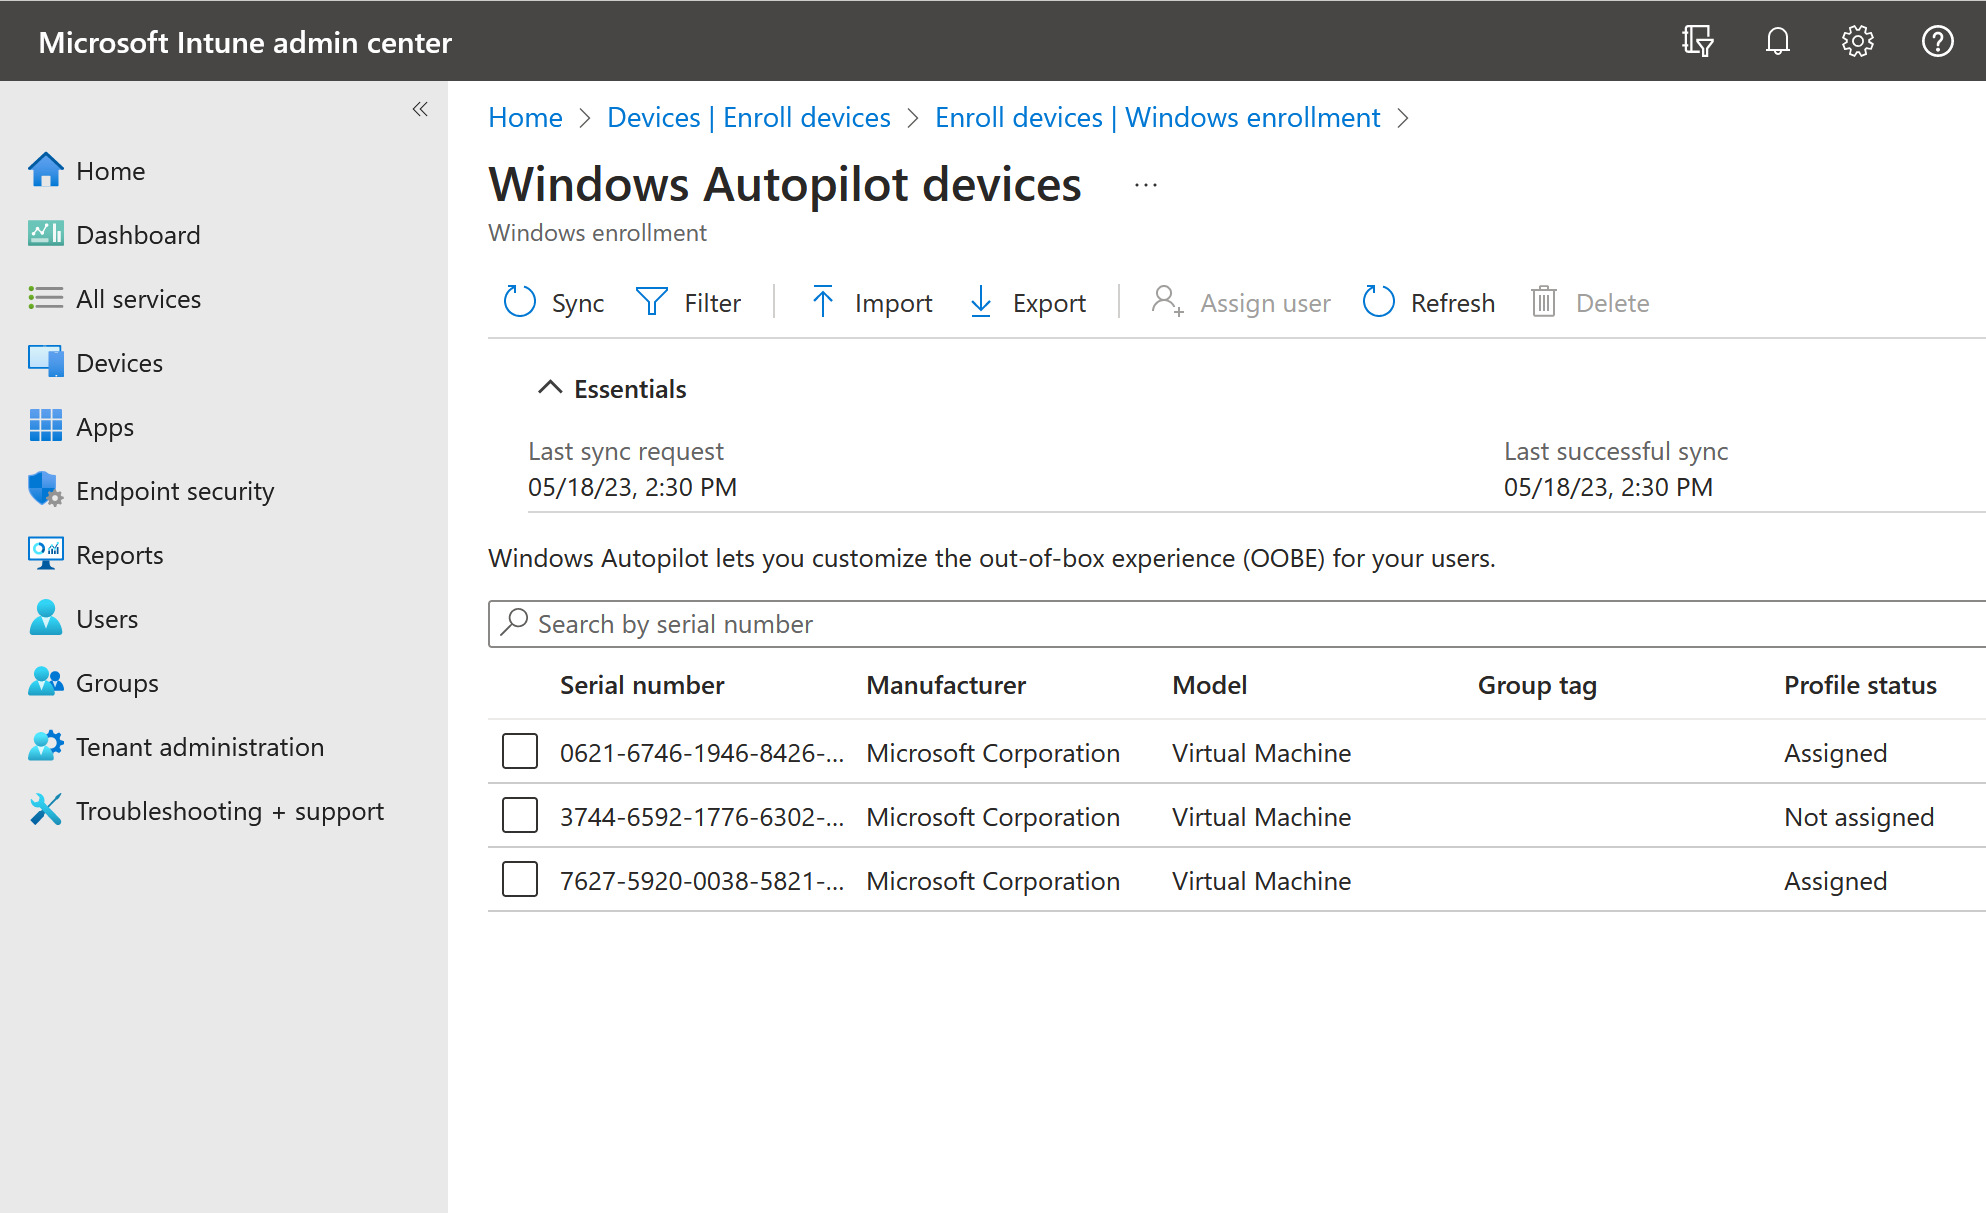 Microsoft Intune admin center
Home
Dashboard
All services
Devices
Apps
Endpoint security
Reports
Users
Groups
Tenant administration
Troubleshooting + support
Home > Devices | Enroll devices > Enroll devices | Windows enrollment >
Windows Autopilot devices ...
Windows enrollment
Sync Filter Import Export Assign user Refresh Delete
Essentials
Last sync request Last successful sync
05/18/23, 2:30 PM 05/18/23, 2:30 PM
Windows Autopilot lets you customize the out-of-box experience (OOBE) for your users.
Search by serial number
Serial number Manufacturer Model Group tag Profile status
0621-6746-1946-8426-... Microsoft Corporation Virtual Machine Assigned
3744-6592-1776-6302-... Microsoft Corporation Virtual Machine Not assigned
7627-5920-0038-5821-... Microsoft Corporation Virtual Machine Assigned